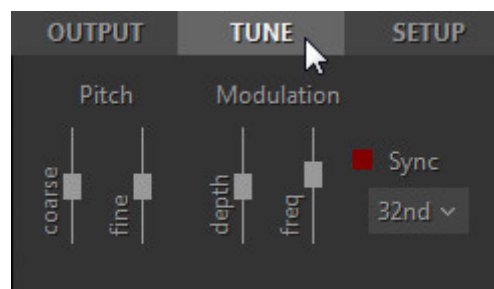 OUTPUT TUNE SETUP
Pitch Modulation
coarse fine depth freq Sync
32nd